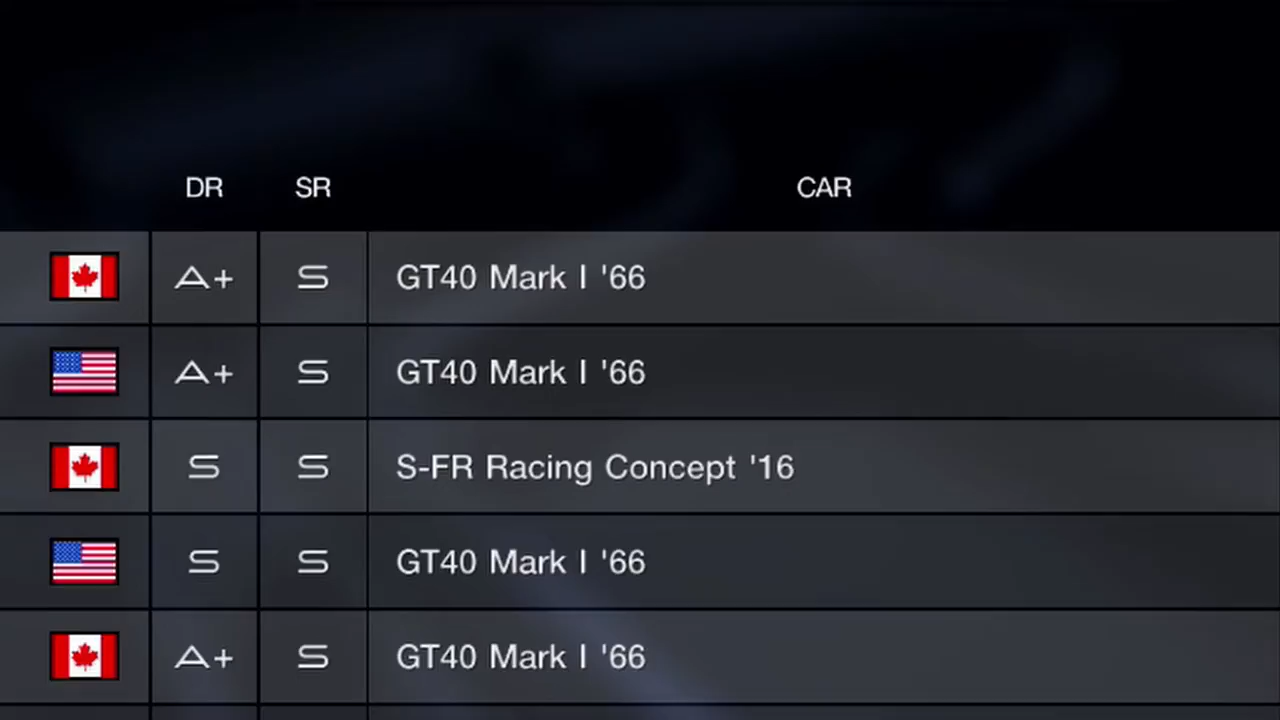 DR SR CAR
A+ S GT40 Mark I '66
A+ S GT40 Mark I '66
S S S-FR Racing Concept '16
S S GT40 Mark I '66
A+ S GT40 Mark I '66